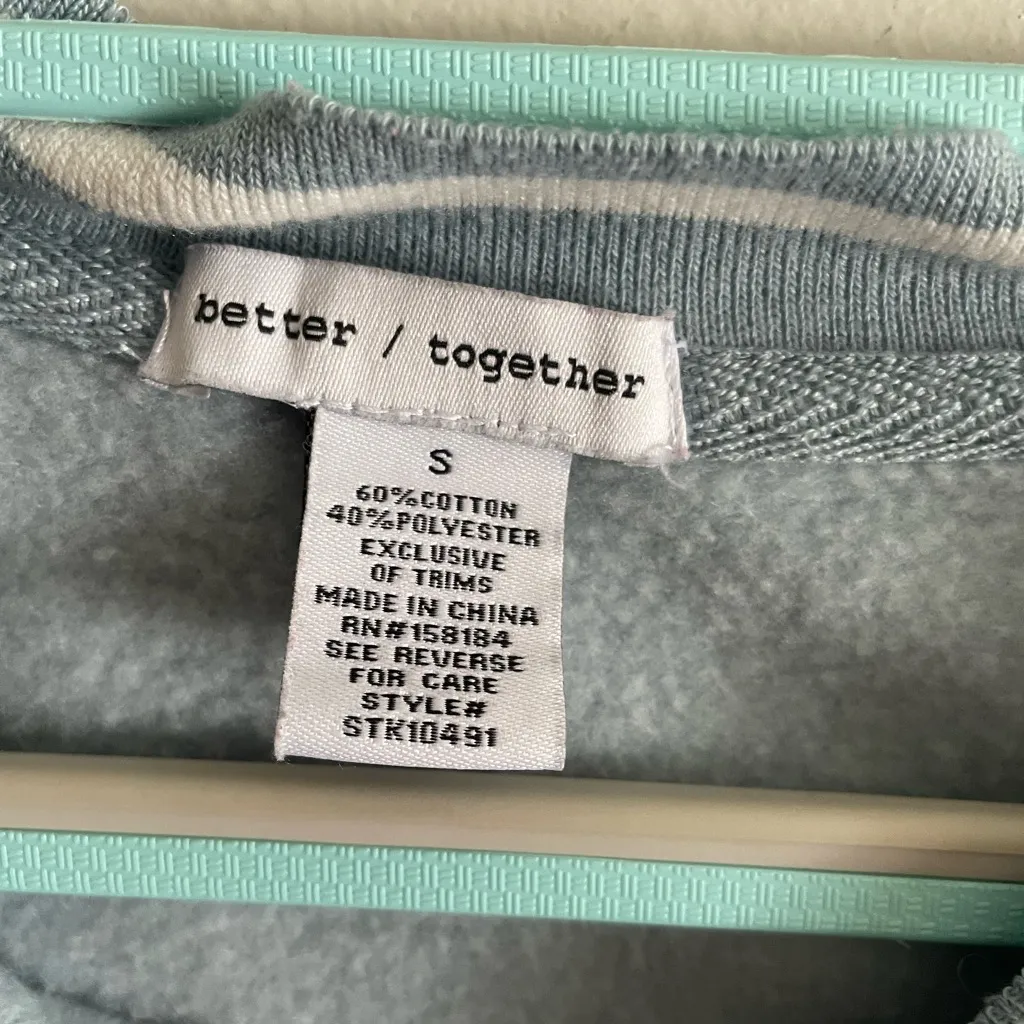 better / together
S
60%COTTON
40%POLYESTER
EXCLUSIVE
OF TRIMS
MADE IN CHINA
RN#158184
SEE REVERSE
FOR CARE
STYLE#
STK10491